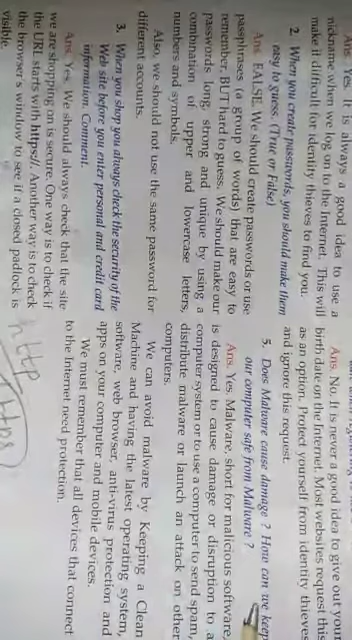 Ans. Yes. It is always a good idea to use a
nickname when we log on to the Internet. This will
make it difficult for identity thieves to find you.
2. When you create passwords, you should make them
easy to guess. (True or False)
Ans. FALSE. We should create passwords or use
passphrases (a group of words) that are easy to
remember, BUT hard to guess. We should make our
passwords long, strong and unique by using a
combination of upper and lowercase letters,
numbers and symbols.
Also, we should not use the same password for
different accounts.
3. When you shop you always check the security of the
Web site before you enter personal and credit card
information. Comment.
Ans. Yes. We should always check that the site
we are shopping on is secure. One way is to check if
the URL starts with https://. Another way is to check
the browser's window to see if a closed padlock is
visible.
http
https
Ans. No. It is never a good idea to give out your
birth date on the Internet. Most websites request this
as an option. Protect yourself from identity thieves
and ignore this request.
5. Does Malware cause damage ? How can we keep
our computer safe from Malware ?
Ans. Yes. Malware, short for malicious software
is designed to cause damage or disruption to a
computer system or to use a computer to send spam,
distribute malware or launch an attack on other
computers.
We can avoid malware by Keeping a Clean
Machine and having the latest operating system,
software, web browser, anti-virus protection and
apps on your computer and mobile devices.
We must remember that all devices that connect
to the Internet need protection.